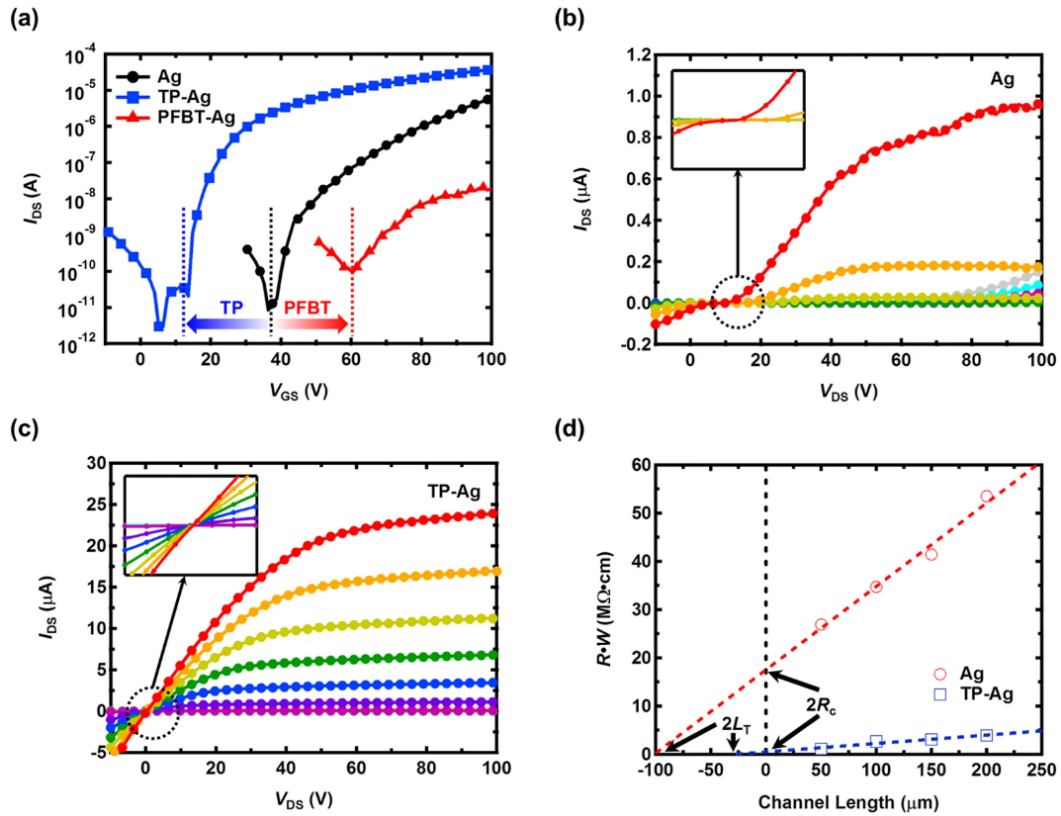 (a)
10⁻⁴
10⁻⁵
10⁻⁶
10⁻⁷
10⁻⁸
10⁻⁹
10⁻¹⁰
10⁻¹¹
10⁻¹²
I_DS (A)
Ag
TP-Ag
PFBT-Ag
TP
PFBT
0 20 40 60 80 100
V_GS (V)
(b)
1.2
1.0
0.8
0.6
0.4
0.2
0.0
-0.2
I_DS (μA)
Ag
0 20 40 60 80 100
V_DS (V)
(c)
30
25
20
15
10
5
0
-5
I_DS (μA)
TP-Ag
0 20 40 60 80 100
V_DS (V)
(d)
60
50
40
30
20
10
0
R•W (MΩ•cm)
Ag
TP-Ag
2R_c
2L_T
-100 -50 0 50 100 150 200 250
Channel Length (μm)